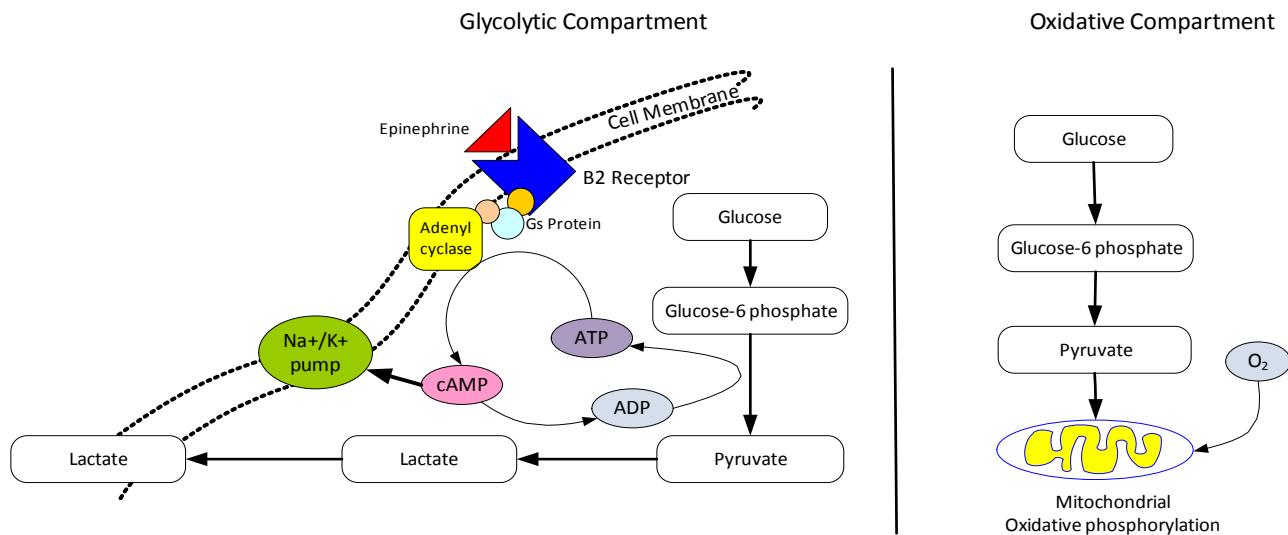 Glycolytic Compartment
Oxidative Compartment
Cell Membrane
Epinephrine
B2 Receptor
Gs Protein
Adenyl
cyclase
Glucose
Glucose-6 phosphate
ATP
Na+/K+
pump
cAMP
ADP
Lactate
Lactate
Pyruvate
Glucose
Glucose-6 phosphate
Pyruvate
O₂
Mitochondrial
Oxidative phosphorylation